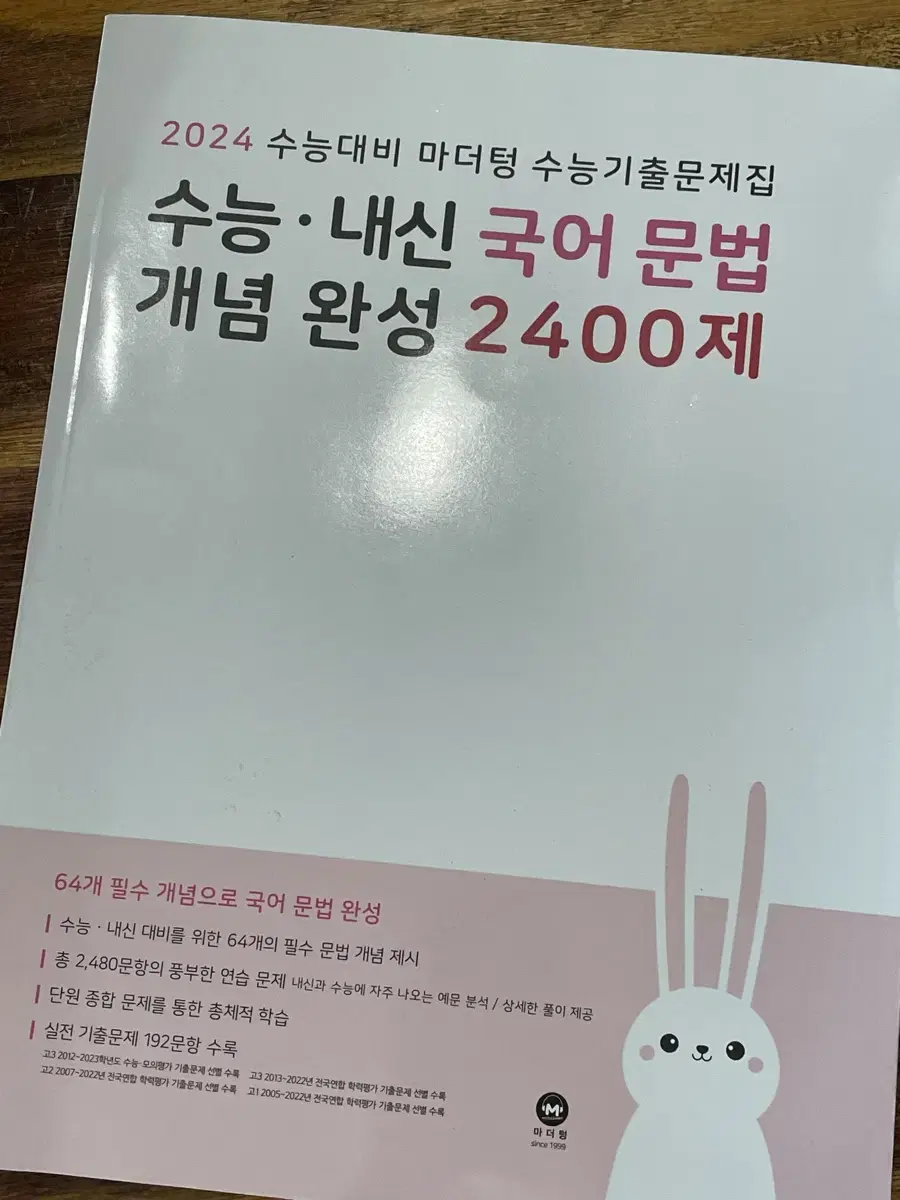 2024 수능대비 마더텅 수능기출문제집
수능·내신 국어 문법
개념 완성 2400제
64개 필수 개념으로 국어 문법 완성
수능·내신 대비를 위한 64개의 필수 문법 개념 제시
총 2,480문항의 풍부한 연습 문제 내신과 수능에 자주 나오는 예문 분석 / 상세한 풀이 제공
단원 종합 문제를 통한 총체적 학습
실전 기출문제 192문항 수록
고3 2012~2023학년도 수능·모의평가 기출문제 선별 수록 고3 2013~2022년 전국연합 학력평가 기출문제 선별 수록
고2 2007~2022년 전국연합 학력평가 기출문제 선별 수록 고1 2005~2022년 전국연합 학력평가 기출문제 선별 수록
M
마더텅
since 1999